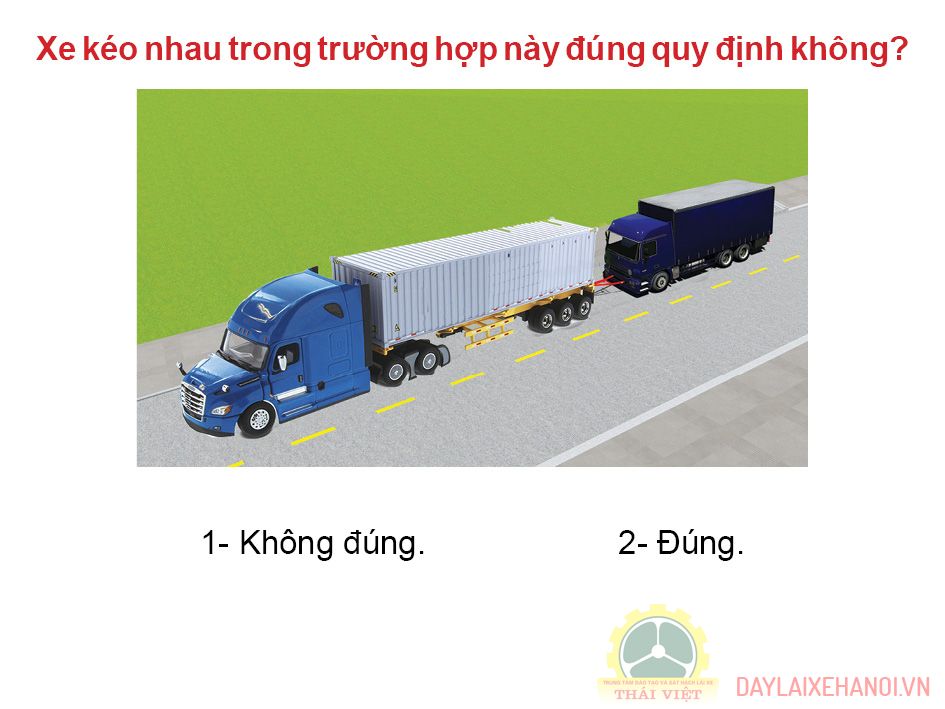 Xe kéo nhau trong trường hợp này đúng quy định không?
1- Không đúng.
2- Đúng.
TRUNG TÂM ĐÀO TẠO VÀ SÁT HẠCH LÁI XE
THÁI VIỆT
DAYLAIXEHANOI.VN